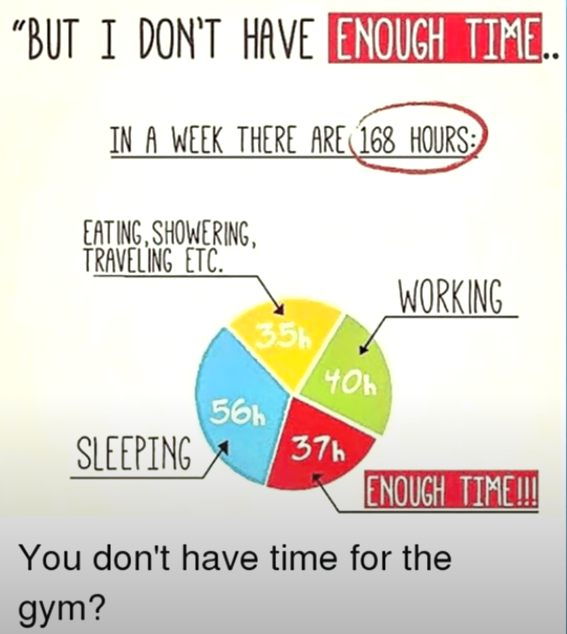 "BUT I DON'T HAVE ENOUGH TIME..
IN A WEEK THERE ARE 168 HOURS:
EATING, SHOWERING,
TRAVELING ETC.
WORKING
35h
40h
56h
37h
SLEEPING
ENOUGH TIME!!!
You don't have time for the
gym?